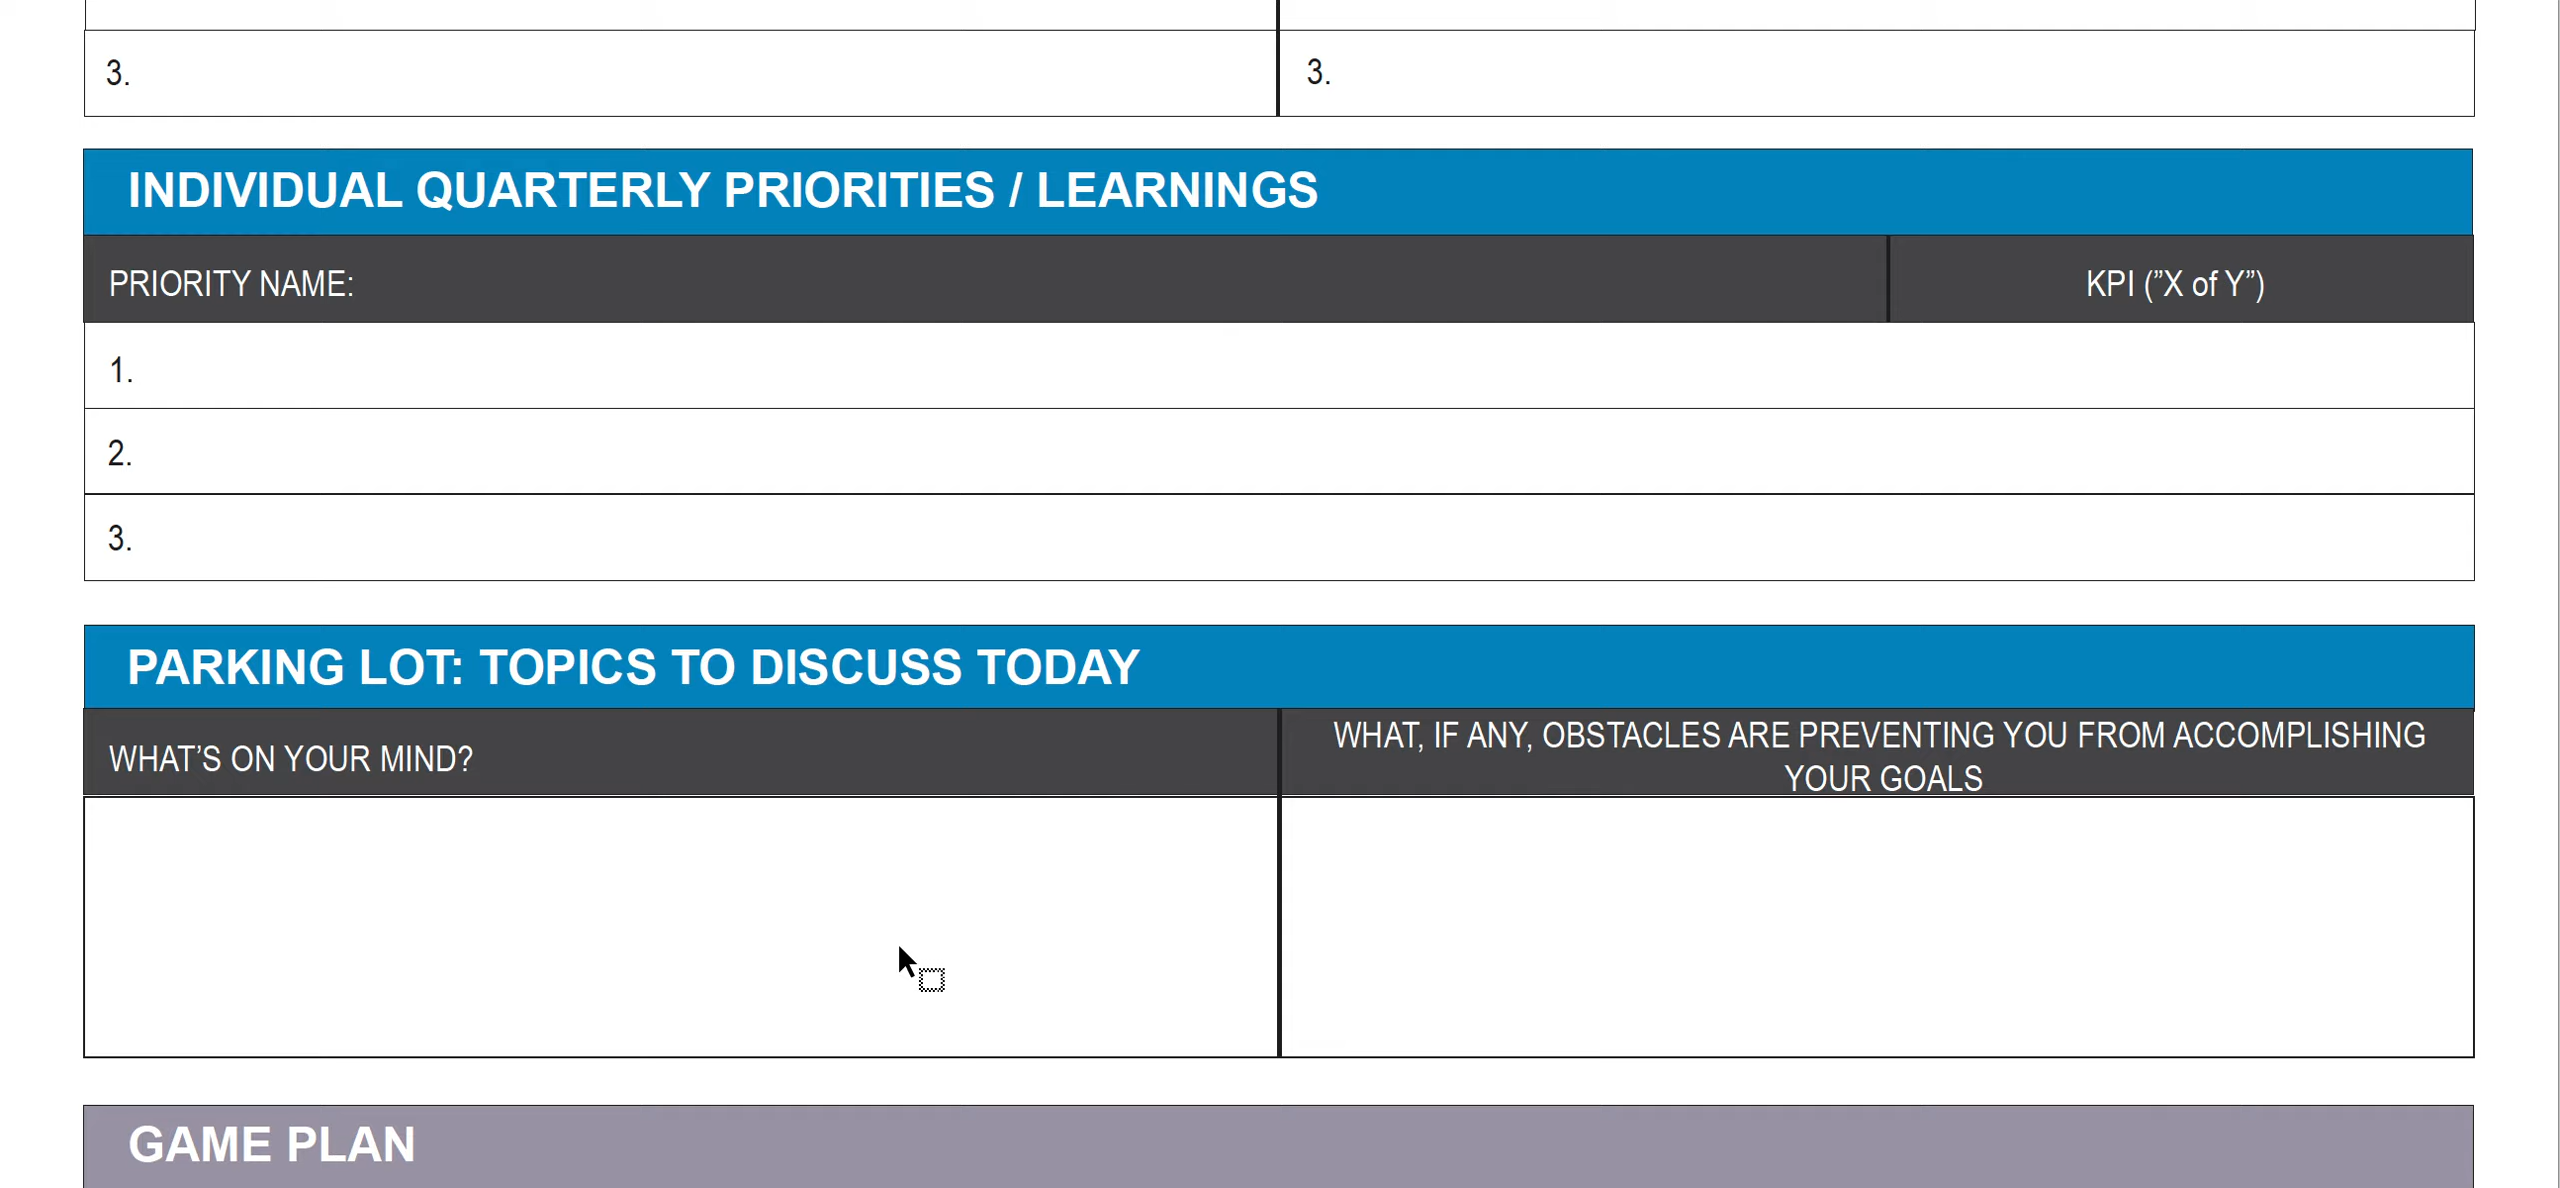 3.
3.
INDIVIDUAL QUARTERLY PRIORITIES / LEARNINGS
PRIORITY NAME:
KPI (”X of Y”)
1.
2.
3.
PARKING LOT: TOPICS TO DISCUSS TODAY
WHAT’S ON YOUR MIND?
WHAT, IF ANY, OBSTACLES ARE PREVENTING YOU FROM ACCOMPLISHING
YOUR GOALS
GAME PLAN